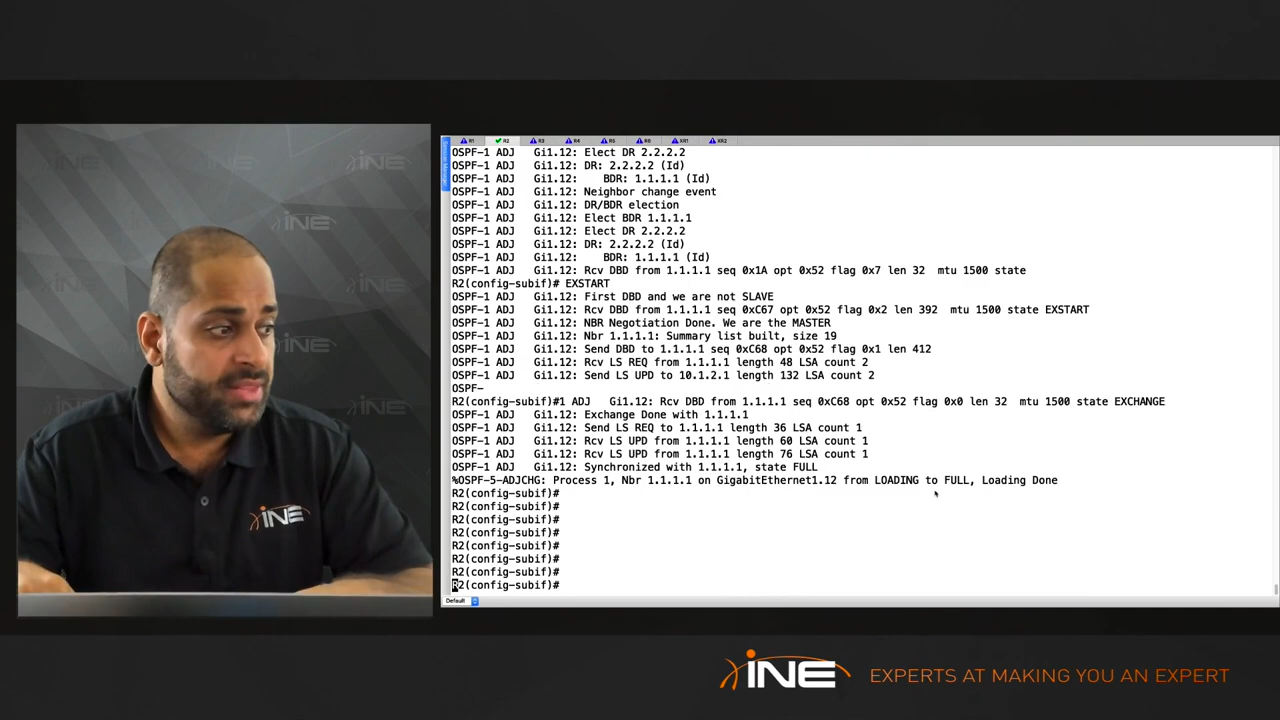 R1 R2 R3 R4 R5 R6 XR1 XR2
OSPF-1 ADJ   Gi1.12: Elect DR 2.2.2.2
OSPF-1 ADJ   Gi1.12: DR: 2.2.2.2 (Id)
OSPF-1 ADJ   Gi1.12:    BDR: 1.1.1.1 (Id)
OSPF-1 ADJ   Gi1.12: Neighbor change event
OSPF-1 ADJ   Gi1.12: DR/BDR election
OSPF-1 ADJ   Gi1.12: Elect BDR 1.1.1.1
OSPF-1 ADJ   Gi1.12: Elect DR 2.2.2.2
OSPF-1 ADJ   Gi1.12: DR: 2.2.2.2 (Id)
OSPF-1 ADJ   Gi1.12:    BDR: 1.1.1.1 (Id)
OSPF-1 ADJ   Gi1.12: Rcv DBD from 1.1.1.1 seq 0x1A opt 0x52 flag 0x7 len 32  mtu 1500 state
R2(config-subif)# EXSTART
OSPF-1 ADJ   Gi1.12: First DBD and we are not SLAVE
OSPF-1 ADJ   Gi1.12: Rcv DBD from 1.1.1.1 seq 0xC67 opt 0x52 flag 0x2 len 392  mtu 1500 state EXSTART
OSPF-1 ADJ   Gi1.12: NBR Negotiation Done. We are the MASTER
OSPF-1 ADJ   Gi1.12: Nbr 1.1.1.1: Summary list built, size 19
OSPF-1 ADJ   Gi1.12: Send DBD to 1.1.1.1 seq 0xC68 opt 0x52 flag 0x1 len 412
OSPF-1 ADJ   Gi1.12: Rcv LS REQ from 1.1.1.1 length 48 LSA count 2
OSPF-1 ADJ   Gi1.12: Send LS UPD to 10.1.2.1 length 132 LSA count 2
OSPF-
R2(config-subif)#1 ADJ   Gi1.12: Rcv DBD from 1.1.1.1 seq 0xC68 opt 0x52 flag 0x0 len 32  mtu 1500 state EXCHANGE
OSPF-1 ADJ   Gi1.12: Exchange Done with 1.1.1.1
OSPF-1 ADJ   Gi1.12: Send LS REQ to 1.1.1.1 length 36 LSA count 1
OSPF-1 ADJ   Gi1.12: Rcv LS UPD from 1.1.1.1 length 60 LSA count 1
OSPF-1 ADJ   Gi1.12: Rcv LS UPD from 1.1.1.1 length 76 LSA count 1
OSPF-1 ADJ   Gi1.12: Synchronized with 1.1.1.1, state FULL
%OSPF-5-ADJCHG: Process 1, Nbr 1.1.1.1 on GigabitEthernet1.12 from LOADING to FULL, Loading Done
R2(config-subif)#
R2(config-subif)#
R2(config-subif)#
R2(config-subif)#
R2(config-subif)#
R2(config-subif)#
R2(config-subif)#
R2(config-subif)#
Default
iNE
iNE
iNE
iNE
iNE
iNE
iNE
iNE EXPERTS AT MAKING YOU AN EXPERT